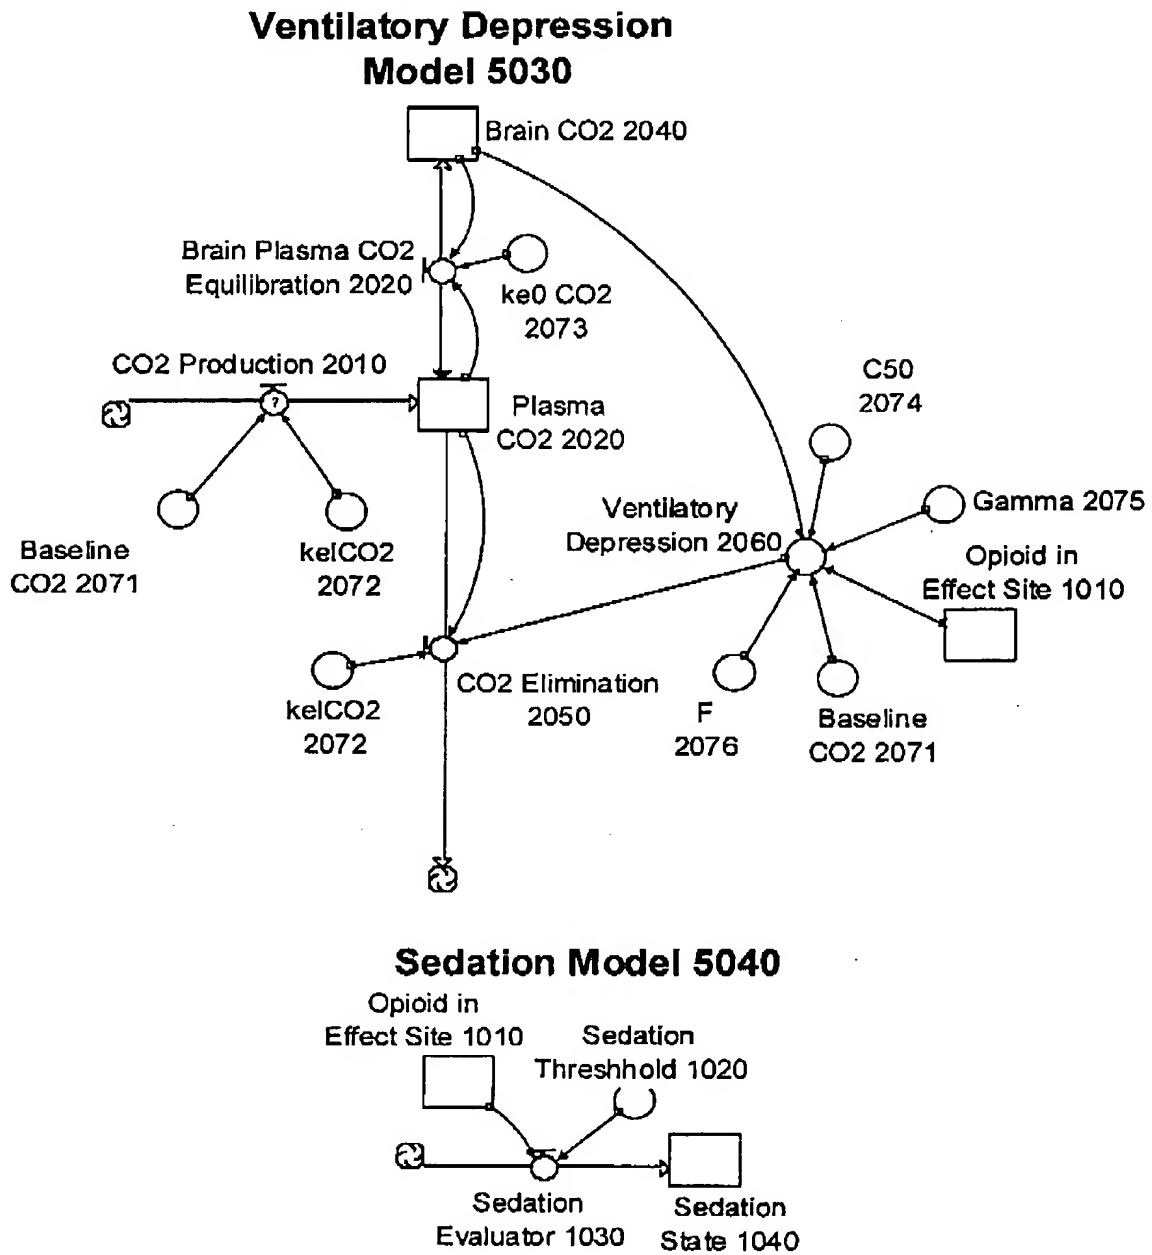 Ventilatory Depression
Model 5030
Brain CO2 2040
Brain Plasma CO2
Equilibration 2020
ke0 CO2
2073
CO2 Production 2010
?
Plasma
CO2 2020
C50
2074
Baseline
CO2 2071
kelCO2
2072
Ventilatory
Depression 2060
Gamma 2075
Opioid in
Effect Site 1010
kelCO2
2072
CO2 Elimination
2050
F
2076
Baseline
CO2 2071
Sedation Model 5040
Opioid in
Effect Site 1010
Sedation
Threshhold 1020
Sedation
Evaluator 1030
Sedation
State 1040